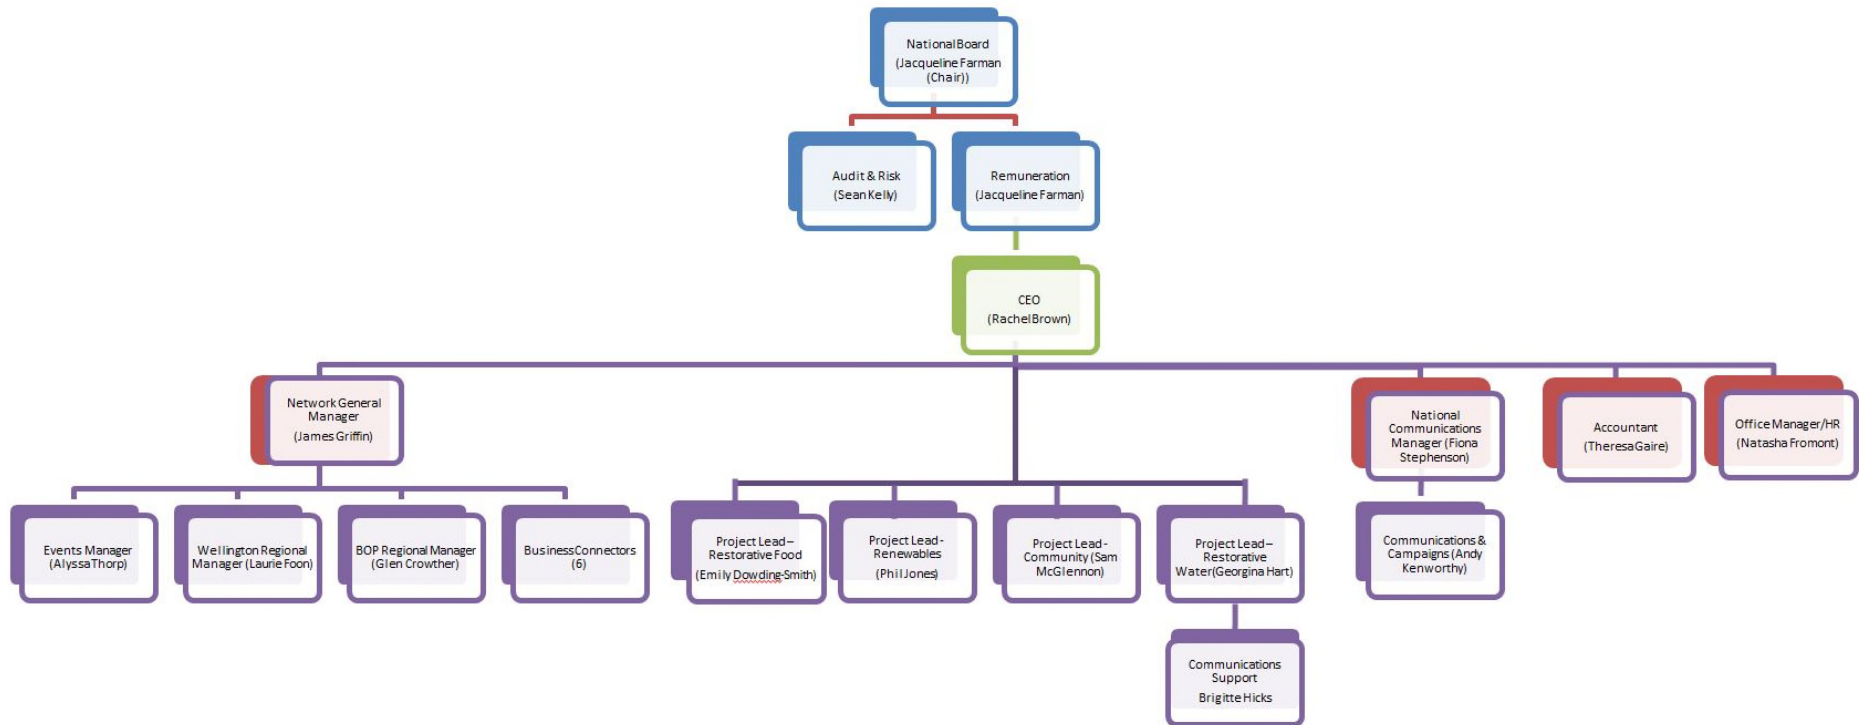 National Board
(Jacqueline Farman
(Chair))
Audit & Risk
(Sean Kelly)
Remuneration
(Jacqueline Farman)
CEO
(Rachel Brown)
Network General
Manager
(James Griffin)
National
Communications
Manager (Fiona
Stephenson)
Accountant
(Theresa Gaire)
Office Manager/HR
(Natasha Fromont)
Events Manager
(Alyssa Thorp)
Wellington Regional
Manager (Laurie Foon)
BOP Regional Manager
(Glen Crowther)
Business Connectors
(6)
Project Lead –
Restorative Food
(Emily Dowding-Smith)
Project Lead -
Renewables
(Phil Jones)
Project Lead -
Community (Sam
McGlennon)
Project Lead –
Restorative
Water(Georgina Hart)
Communications &
Campaigns (Andy
Kenworthy)
Communications
Support
Brigitte Hicks